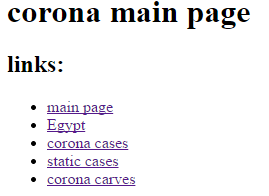 corona main page
links:
main page
Egypt
corona cases
static cases
corona carves